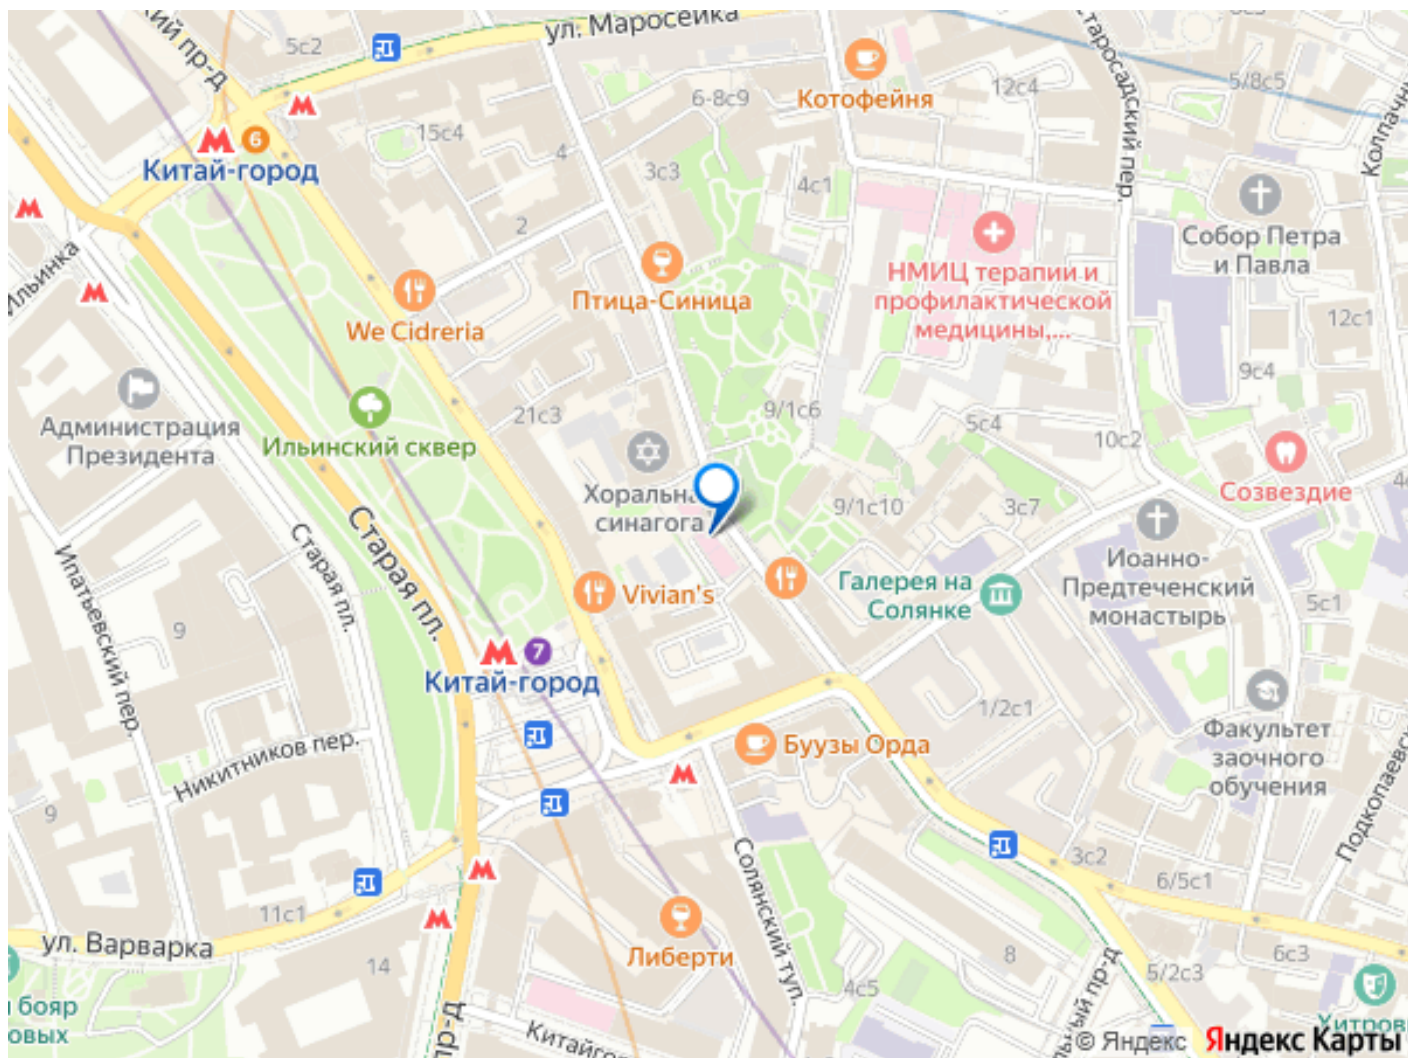 ул. Маросейка
5с2
Котофейня
6-8с9
12с4
5/8с5
Старосадский пер.
15с4
4
6
Китай-город
3с3
4с1
2
Собор Петра
и Павла
НМИЦ терапии и
профилактической
медицины,...
Птица-Синица
We Cidreria
12с1
9с4
Администрация
Президента
Ильинский сквер
21с3
9/1с6
5с4
10с2
Хоральна
синагога
9/1с10
3с7
Созвездие
Старая пл.
Старая пл.
Ипатьевский пер.
Иоанно-
Предтеченский
монастырь
Галерея на
Солянке
Vivian's
5с1
9
7
Китай-город
Никитников пер.
1/2с1
Буузы Орда
Факультет
заочного
обучения
9
3с2
6/5с1
Солянский туп.
11с1
ул. Варварка
Либерти
14
8
6с3
5/2с3
4с5
© Яндекс
Яндекс Карты